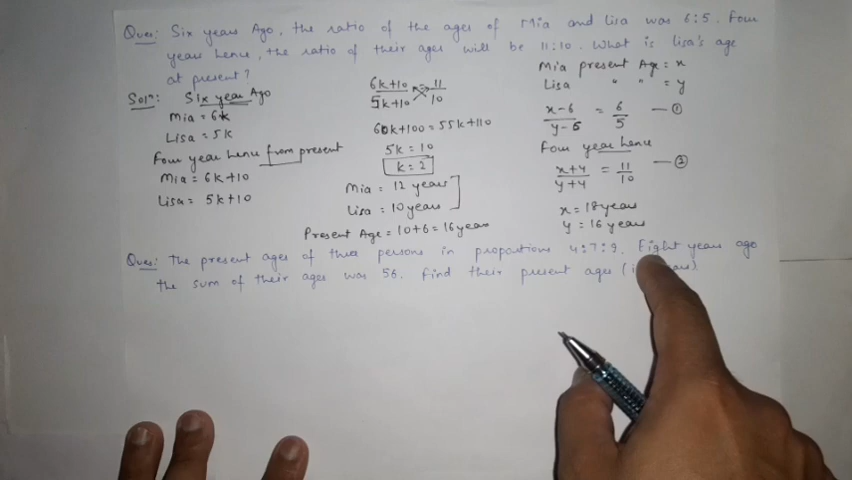 Ques: Six years Ago, the ratio of the ages of Mia and Lisa was 6:5. Four
years hence, the ratio of their ages will be 11:10. What is Lisa's age
at present?
Solⁿ: Six year Ago
Mia = 6k
Lisa = 5k
Four year hence from present
Mia = 6k+10
Lisa = 5k+10
6k+10/5k+10 = 11/10
60k+100 = 55k+110
5k = 10
k = 2
Mia = 12 years
Lisa = 10 years
Present Age = 10+6 = 16 years
Mia present Age = x
Lisa " " = y
x-6/y-6 = 6/5 — ①
Four year hence
x+4/y+4 = 11/10 — ②
x = 18 years
y = 16 years
Ques: The present ages of three persons in proportions 4:7:9. Eight years ago
the sum of their ages was 56. Find their present ages (